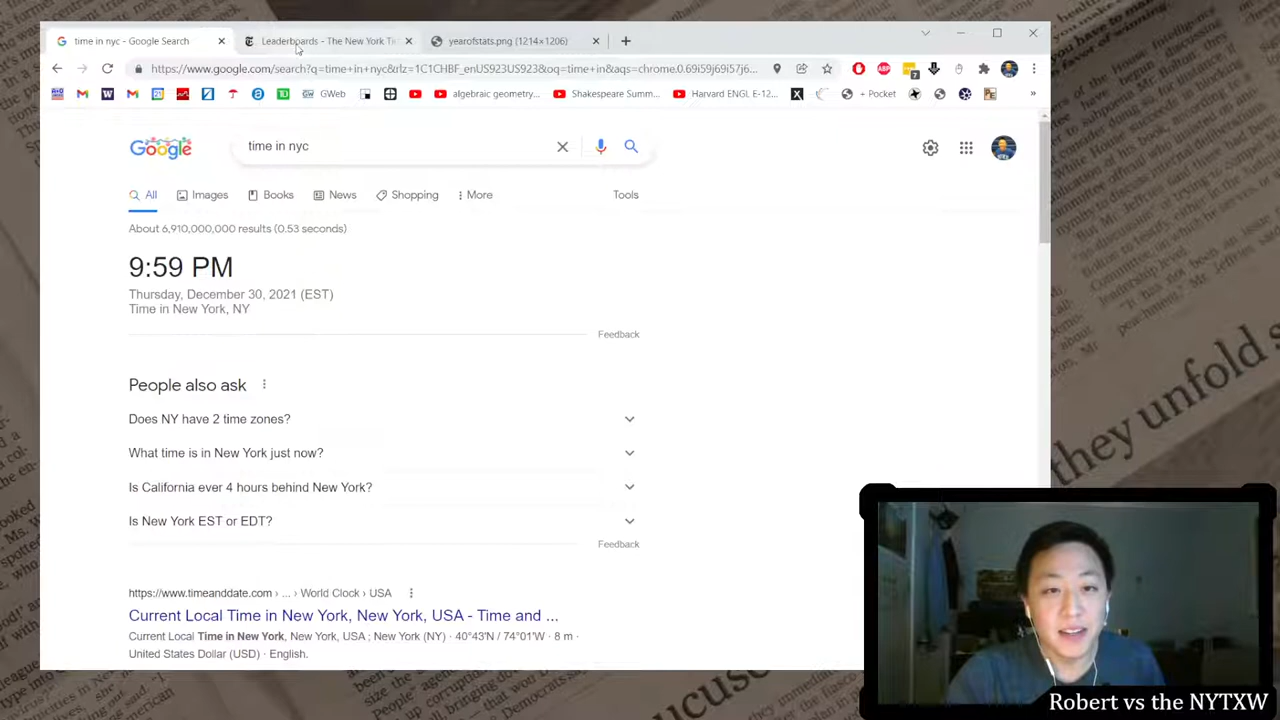 time in nyc - Google Search
Leaderboards - The New York Ti
yearofstats.png (1214×1206)
https://www.google.com/search?q=time+in+nyc&rlz=1C1CHBF_enUS923US923&oq=time+in&aqs=chrome.0.69i59j69i57j6...
GWeb
algebraic geometry...
Shakespeare Summ...
Harvard ENGL E-12...
+ Pocket
»
Google
time in nyc
All
Images
Books
News
Shopping
More
Tools
About 6,910,000,000 results (0.53 seconds)
9:59 PM
Thursday, December 30, 2021 (EST)
Time in New York, NY
Feedback
People also ask
Does NY have 2 time zones?
What time is in New York just now?
Is California ever 4 hours behind New York?
Is New York EST or EDT?
Feedback
https://www.timeanddate.com › ... › World Clock › USA
Current Local Time in New York, New York, USA - Time and ...
Current Local Time in New York, New York, USA ; New York (NY) · 40°43'N / 74°01'W · 8 m ·
United States Dollar (USD) · English.
they unfold
Robert vs the NYTXW